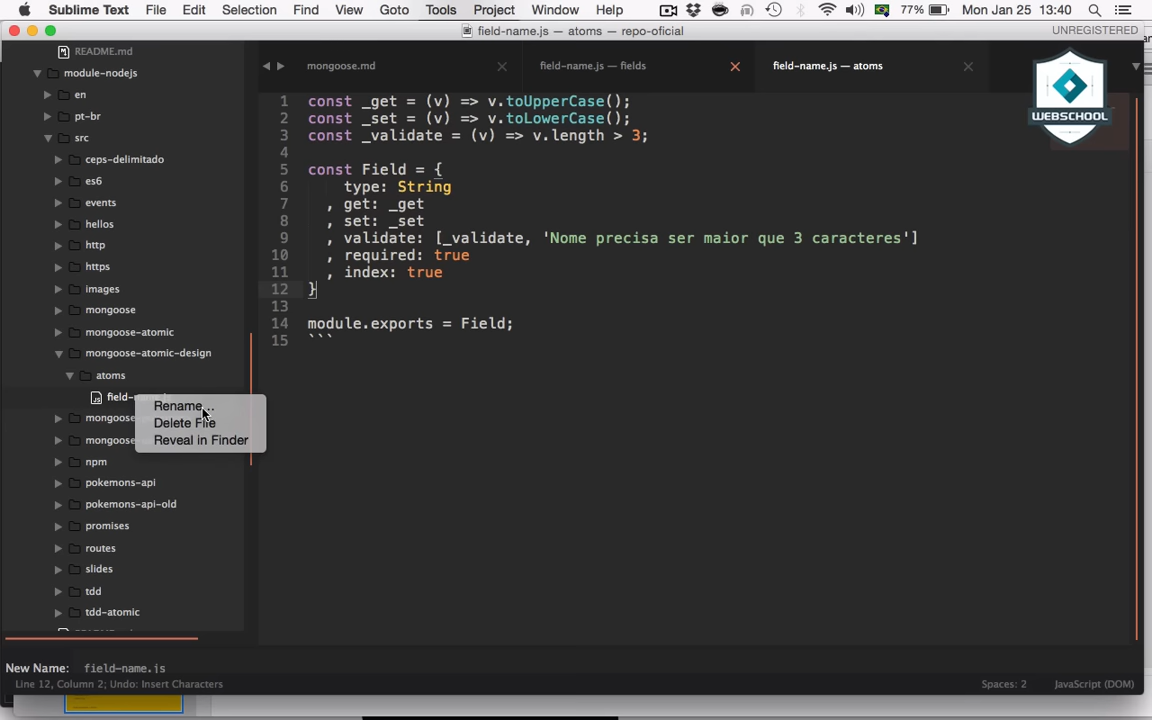 Sublime Text File Edit Selection Find View Goto Tools Project Window Help 77% Mon Jan 25 13:40
field-name.js — atoms — repo-oficial UNREGISTERED
README.md
module-nodejs
en
pt-br
src
ceps-delimitado
es6
events
hellos
http
https
images
mongoose
mongoose-atomic
mongoose-atomic-design
atoms
field-
mongoose-
mongoose-
npm
pokemons-api
pokemons-api-old
promises
routes
slides
tdd
tdd-atomic
Rename...
Delete File
Reveal in Finder
mongoose.md field-name.js — fields field-name.js — atoms
WEBSCHOOL
1 const _get = (v) => v.toUpperCase();
2 const _set = (v) => v.toLowerCase();
3 const _validate = (v) => v.length > 3;
4
5 const Field = {
6 type: String
7 , get: _get
8 , set: _set
9 , validate: [_validate, 'Nome precisa ser maior que 3 caracteres']
10 , required: true
11 , index: true
12 }
13
14 module.exports = Field;
15 ```
New Name: field-name.js
Line 12, Column 2; Undo: Insert Characters Spaces: 2 JavaScript (DOM)